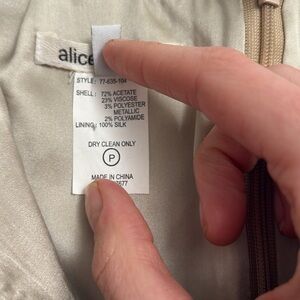 alice
STYLE: 77-635-104
SHELL: 72% ACETATE
23% VISCOSE
3% POLYESTER
METALLIC
2% POLYAMIDE
LINING: 100% SILK
DRY CLEAN ONLY
P
MADE IN CHINA